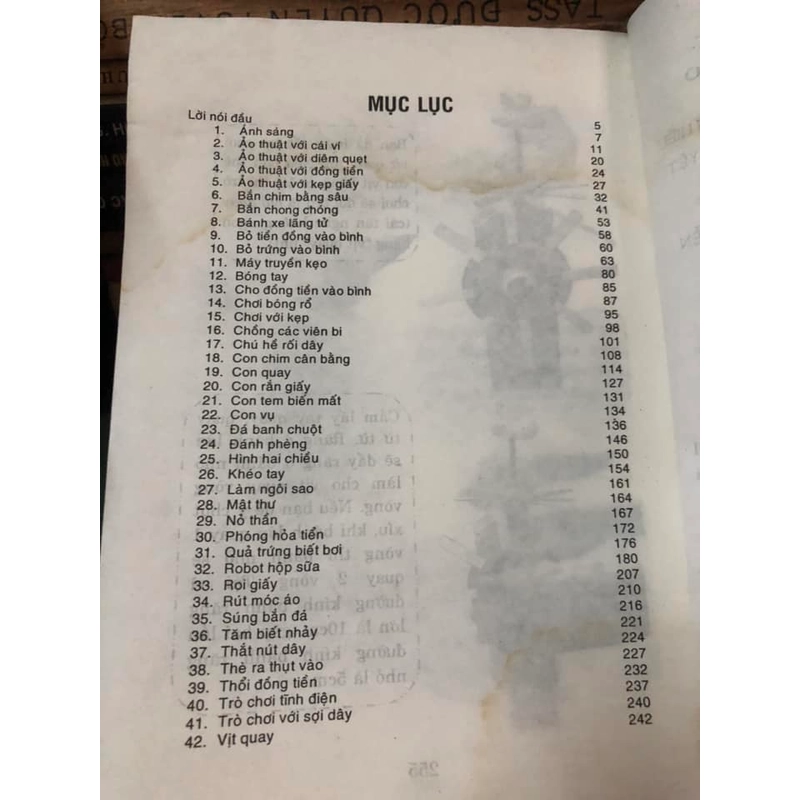 TASS ĐƯỢC QUYỀN
MỤC LỤC
Lời nói đầu 5
1. Ánh sáng 7
2. Ảo thuật với cái ví 11
3. Ảo thuật với diêm quẹt 20
4. Ảo thuật với đồng tiền 24
5. Ảo thuật với kẹp giấy 27
6. Bắn chim bằng sâu 32
7. Bắn chong chóng 41
8. Bánh xe lãng tử 53
9. Bỏ tiền đồng vào bình 58
10. Bỏ trứng vào bình 60
11. Máy truyền kẹo 63
12. Bóng tay 80
13. Cho đồng tiền vào bình 85
14. Chơi bóng rổ 87
15. Chơi với kẹp 95
16. Chồng các viên bi 98
17. Chú hề rối dây 101
18. Con chim cân bằng 108
19. Con quay 114
20. Con rắn giấy 127
21. Con tem biến mất 131
22. Con vụ 134
23. Đá banh chuột 136
24. Đánh phèng 146
25. Hình hai chiều 150
26. Khéo tay 154
27. Làm ngôi sao 161
28. Mật thư 164
29. Nỏ thần 167
30. Phóng hỏa tiễn 172
31. Quả trứng biết bơi 176
32. Robot hộp sữa 180
33. Roi giấy 207
34. Rút móc áo 210
35. Súng bắn đá 216
36. Tăm biết nhảy 221
37. Thắt nút dây 224
38. Thè ra thụt vào 227
39. Thổi đồng tiền 232
40. Trò chơi tĩnh điện 237
41. Trò chơi với sợi dây 240
42. Vịt quay 242